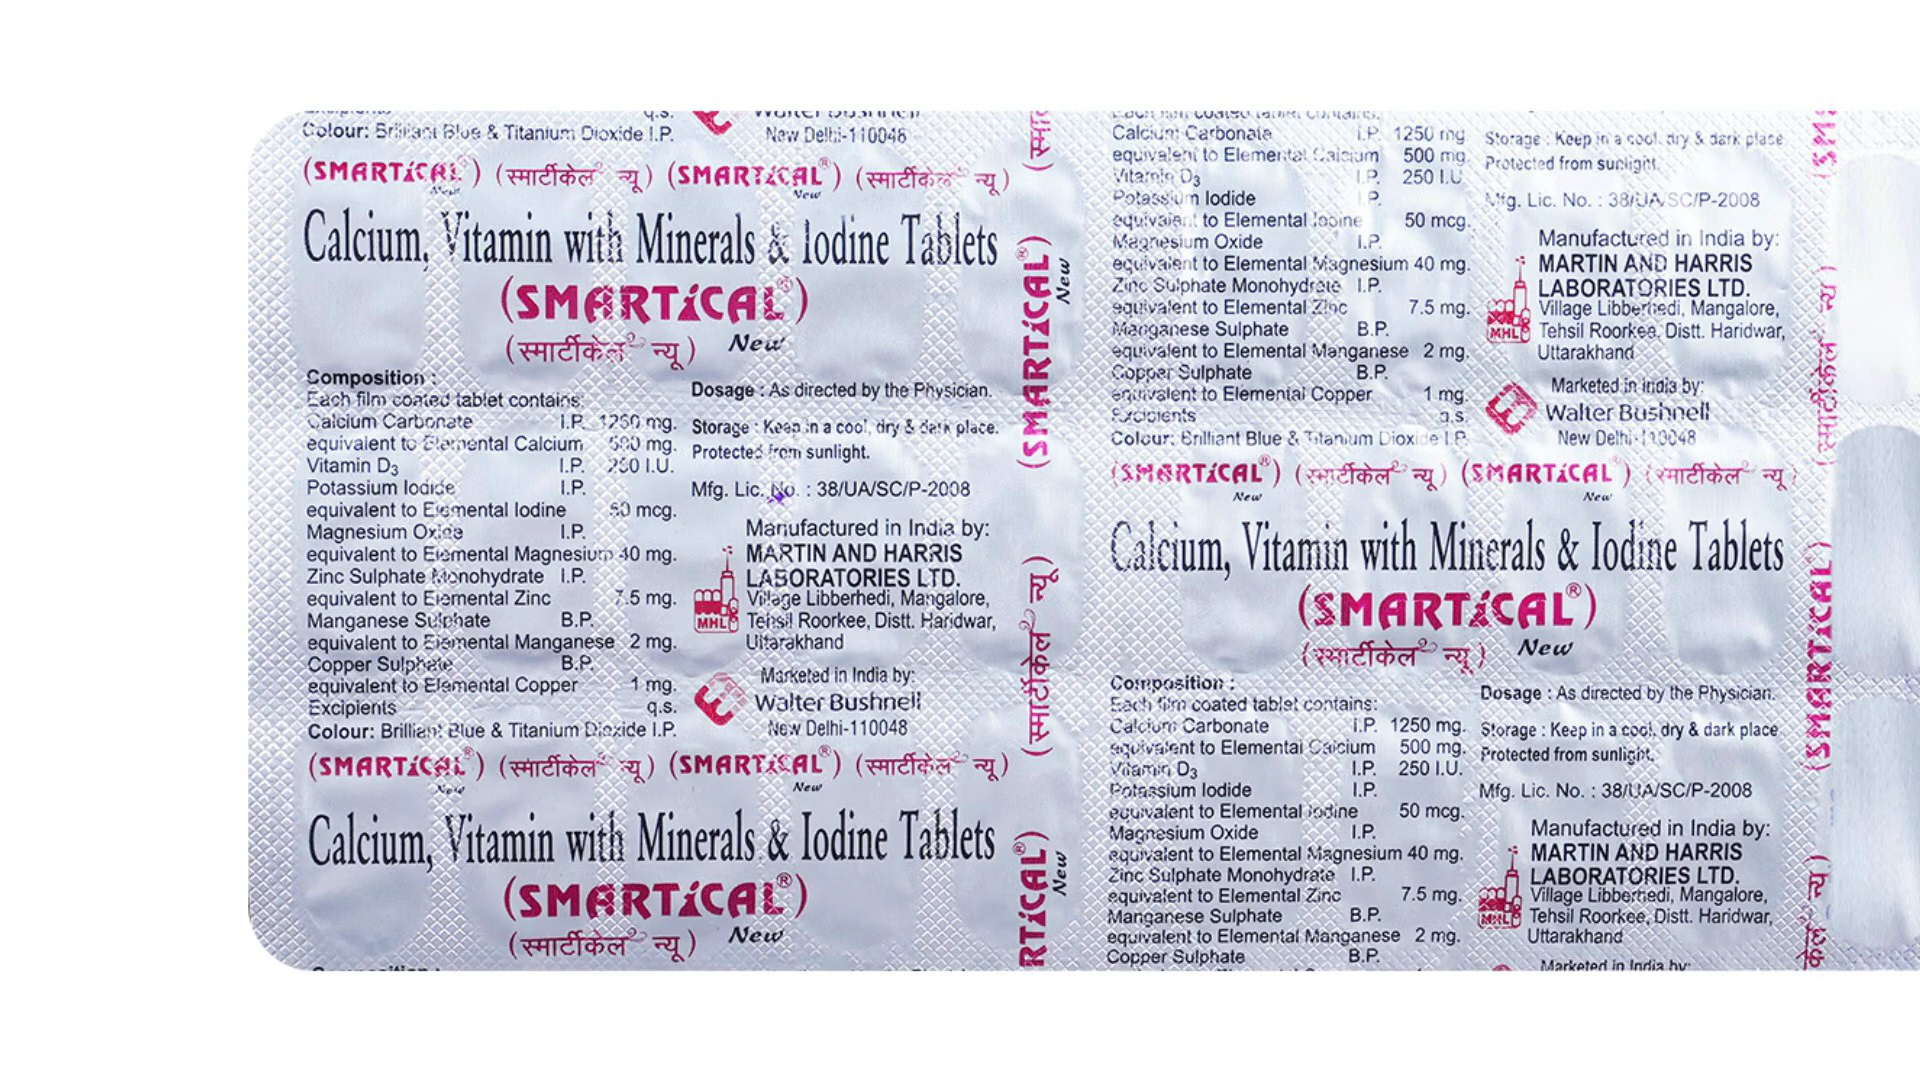 q.s.
Colour: Brilliant Blue & Titanium Dioxide I.P.
New Delhi-110048
(SMARTiCAL®) New (स्मार्टीकेल न्यू) (SMARTiCAL®) New (स्मार्टीकेल न्यू)
Calcium, Vitamin with Minerals & Iodine Tablets
(SMARTiCAL®)
(स्मार्टीकेल न्यू) New
Composition :
Each film coated tablet contains:
Calcium Carbonate I.P. 1250 mg.
equivalent to Elemental Calcium 500 mg.
Vitamin D3 I.P. 250 I.U.
Potassium Iodide I.P.
equivalent to Elemental Iodine 50 mcg.
Magnesium Oxide I.P.
equivalent to Elemental Magnesium 40 mg.
Zinc Sulphate Monohydrate I.P.
equivalent to Elemental Zinc 7.5 mg.
Manganese Sulphate B.P.
equivalent to Elemental Manganese 2 mg.
Copper Sulphate B.P.
equivalent to Elemental Copper 1 mg.
Excipients q.s.
Colour: Brilliant Blue & Titanium Dioxide I.P.
Dosage : As directed by the Physician.
Storage : Keep in a cool, dry & dark place.
Protected from sunlight.
Mfg. Lic. No. : 38/UA/SC/P-2008
Manufactured in India by:
MARTIN AND HARRIS
LABORATORIES LTD.
Village Libberhedi, Mangalore,
MHL Tehsil Roorkee, Distt. Haridwar,
Uttarakhand
Marketed in India by:
Walter Bushnell
New Delhi-110048
(SMARTiCAL®) New (स्मार्टीकेल न्यू) (SMARTiCAL®) New (स्मार्टीकेल न्यू)
Calcium, Vitamin with Minerals & Iodine Tablets
(SMARTiCAL®)
(स्मार्टीकेल न्यू) New
(SMARTiCAL®) New
(स्मार्टीकेल न्यू)
RTiCAL®) New
Calcium Carbonate I.P. 1250 mg
equivalent to Elemental Calcium 500 mg.
Vitamin D3 I.P. 250 I.U
Potassium Iodide I.P.
equivalent to Elemental Iodine 50 mcg.
Magnesium Oxide I.P.
equivalent to Elemental Magnesium 40 mg.
Zinc Sulphate Monohydrate I.P.
equivalent to Elemental Zinc 7.5 mg.
Manganese Sulphate B.P.
equivalent to Elemental Manganese 2 mg.
Copper Sulphate B.P.
equivalent to Elemental Copper 1 mg.
Excipients q.s.
Colour: Brilliant Blue & Titanium Dioxide I.P.
Storage : Keep in a cool, dry & dark place.
Protected from sunlight.
Mfg. Lic. No. : 38/UA/SC/P-2008
Manufactured in India by:
MARTIN AND HARRIS
LABORATORIES LTD.
Village Libberhedi, Mangalore,
MHL Tehsil Roorkee, Distt. Haridwar,
Uttarakhand
Marketed in India by:
Walter Bushnell
New Delhi-110048
(SMARTiCAL®) New (स्मार्टीकेल न्यू) (SMARTiCAL®) New (स्मार्टीकेल न्यू)
Calcium, Vitamin with Minerals & Iodine Tablets
(SMARTiCAL®)
(स्मार्टीकेल न्यू) New
Composition :
Each film coated tablet contains:
Calcium Carbonate I.P. 1250 mg.
equivalent to Elemental Calcium 500 mg.
Vitamin D3 I.P. 250 I.U.
Potassium Iodide I.P.
equivalent to Elemental Iodine 50 mcg.
Magnesium Oxide I.P.
equivalent to Elemental Magnesium 40 mg.
Zinc Sulphate Monohydrate I.P.
equivalent to Elemental Zinc 7.5 mg.
Manganese Sulphate B.P.
equivalent to Elemental Manganese 2 mg.
Copper Sulphate B.P.
Dosage : As directed by the Physician.
Storage : Keep in a cool, dry & dark place
Protected from sunlight.
Mfg. Lic. No. : 38/UA/SC/P-2008
Manufactured in India by:
MARTIN AND HARRIS
LABORATORIES LTD.
Village Libberhedi, Mangalore,
MHL Tehsil Roorkee, Distt. Haridwar,
Uttarakhand
Marketed in India by:
(स्मार्टीकेल न्यू)
(SMARTiCAL)